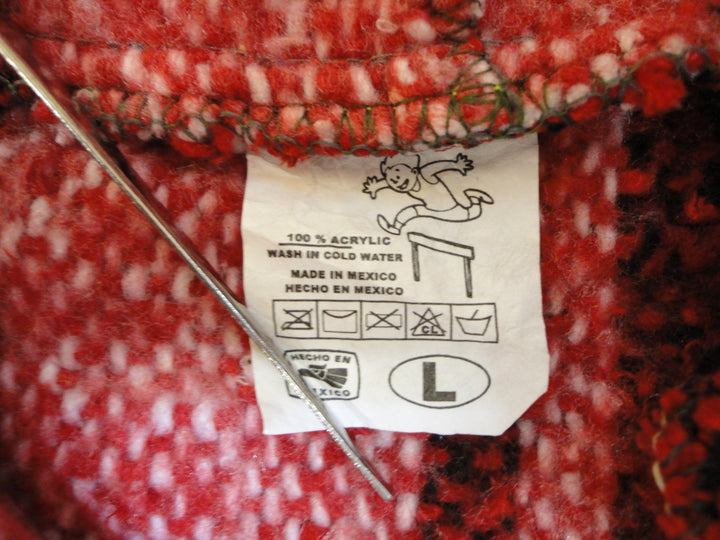 100 % ACRYLIC
WASH IN COLD WATER
MADE IN MEXICO
HECHO EN MEXICO
CL
HECHO EN
MEXICO
L